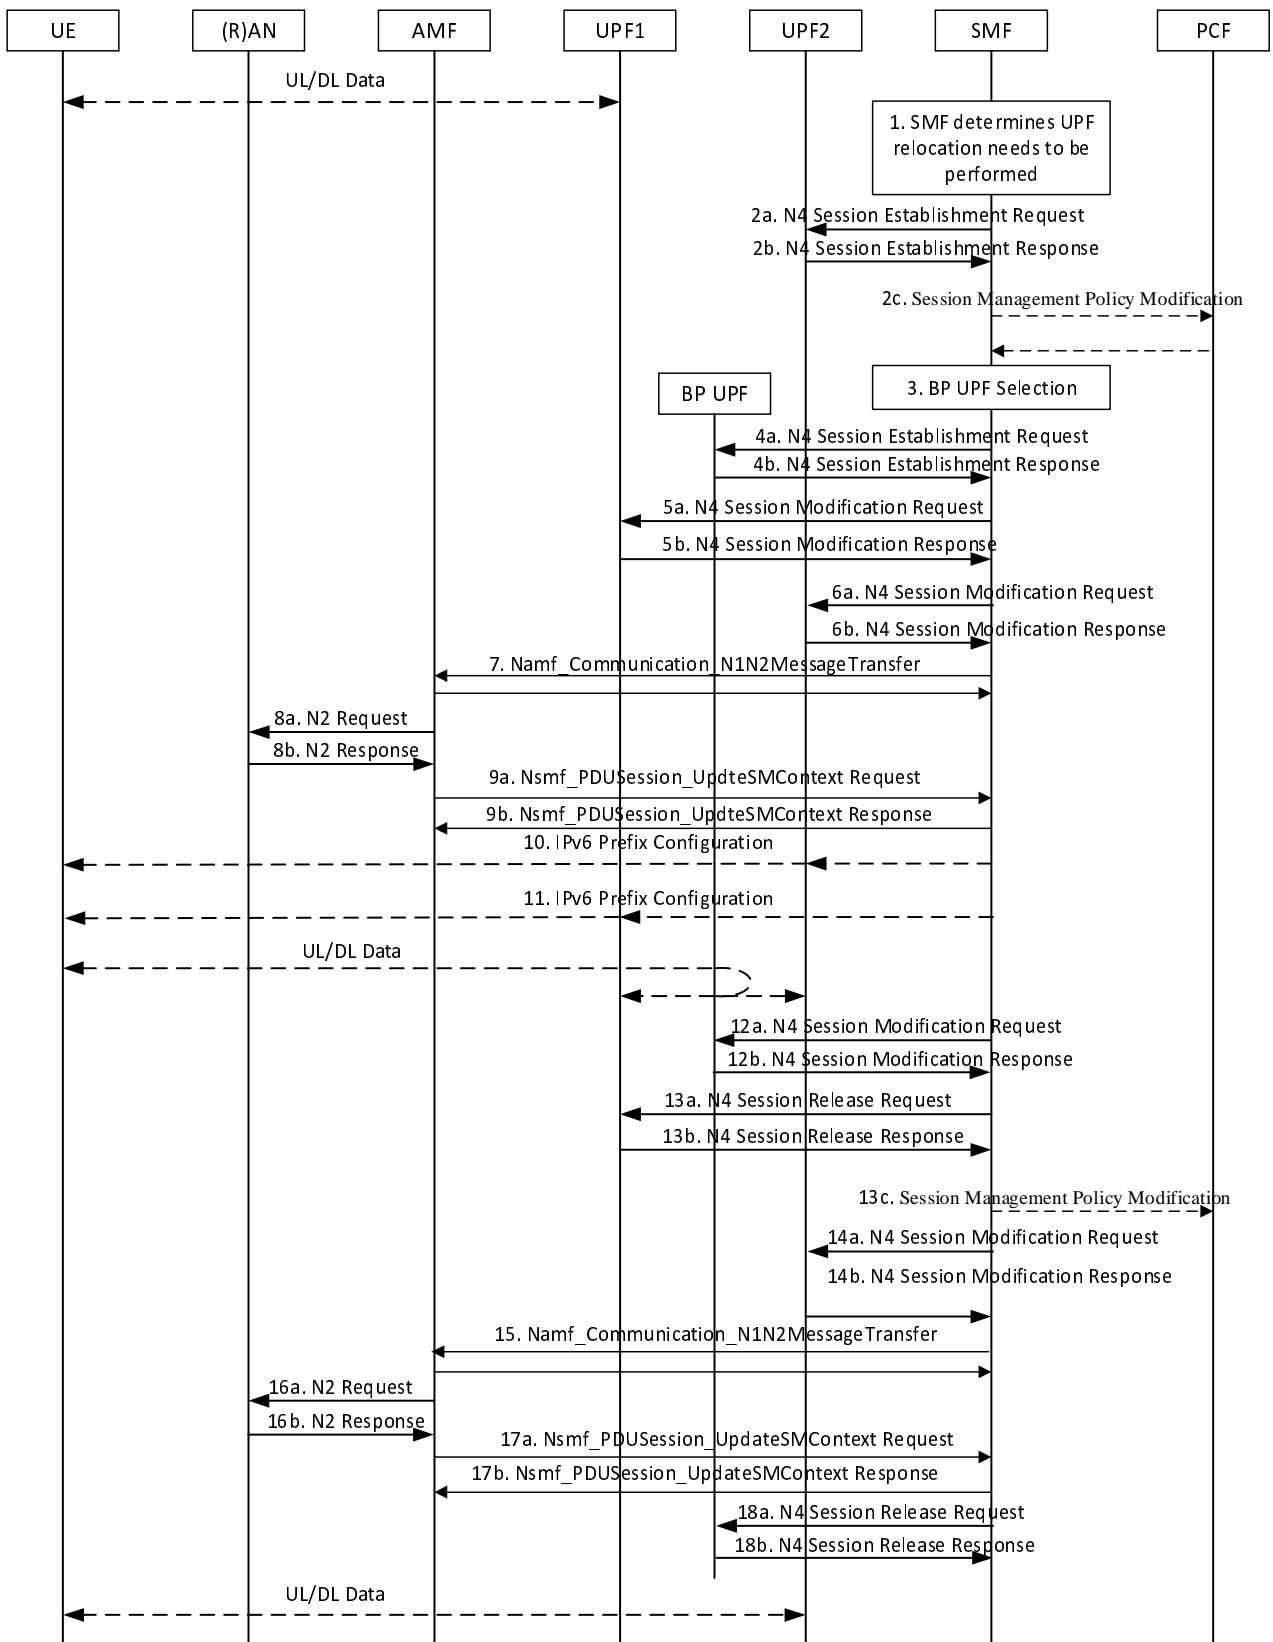 UE
(R)AN
AMF
UPF1
UPF2
SMF
PCF
UL/DL Data
1. SMF determines UPF
relocation needs to be
performed
2a. N4 Session Establishment Request
2b. N4 Session Establishment Response
2c. Session Management Policy Modification
BP UPF
3. BP UPF Selection
4a. N4 Session Establishment Request
4b. N4 Session Establishment Response
5a. N4 Session Modification Request
5b. N4 Session Modification Response
6a. N4 Session Modification Request
6b. N4 Session Modification Response
7. Namf_Communication_N1N2MessageTransfer
8a. N2 Request
8b. N2 Response
9a. Nsmf_PDUSession_UpdteSMContext Request
9b. Nsmf_PDUSession_UpdteSMContext Response
10. IPv6 Prefix Configuration
11. IPv6 Prefix Configuration
UL/DL Data
12a. N4 Session Modification Request
12b. N4 Session Modification Response
13a. N4 Session Release Request
13b. N4 Session Release Response
13c. Session Management Policy Modification
14a. N4 Session Modification Request
14b. N4 Session Modification Response
15. Namf_Communication_N1N2MessageTransfer
16a. N2 Request
16b. N2 Response
17a. Nsmf_PDUSession_UpdateSMContext Request
17b. Nsmf_PDUSession_UpdateSMContext Response
18a. N4 Session Release Request
18b. N4 Session Release Response
UL/DL Data